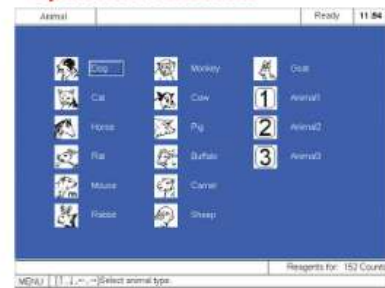 Animal Ready 11:54
Dog Monkey Goat
Cat Cow 1 Animal1
Horse Pig 2 Animal2
Rat Buffalo 3 Animal3
Mouse Camel
Rabbit Sheep
Reagents for: 152 Counts
MENU [↑,↓,←,→]Select animal type.